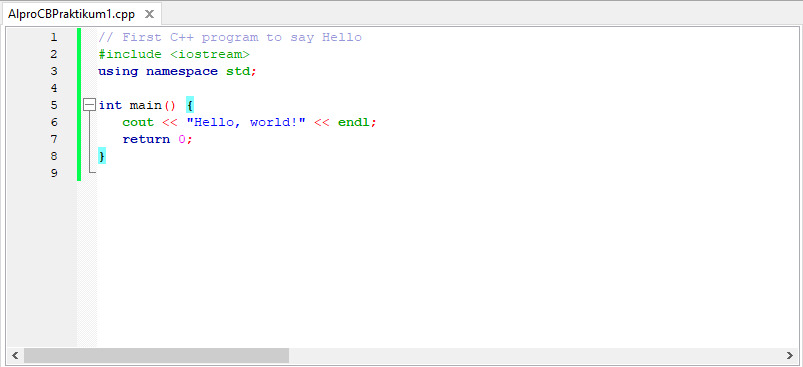 AlproCBPraktikum1.cpp
1 // First C++ program to say Hello
2 #include <iostream>
3 using namespace std;
4
5 int main() {
6    cout << "Hello, world!" << endl;
7    return 0;
8 }
9